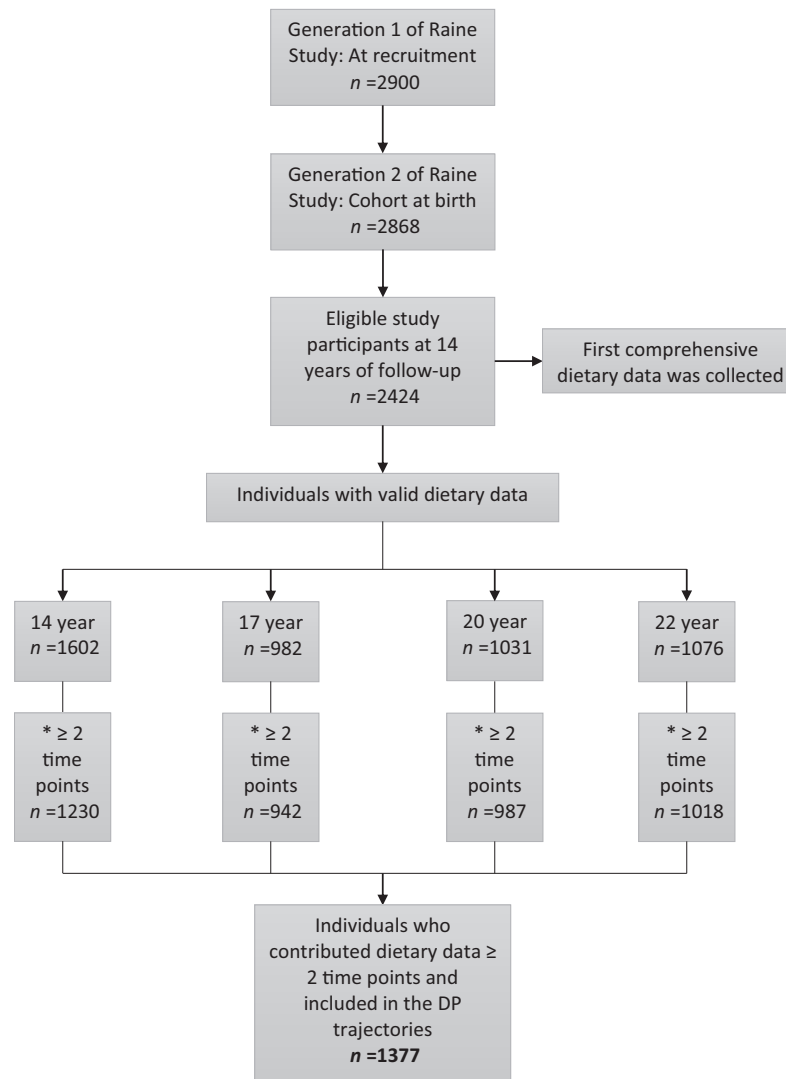 Generation 1 of Raine
Study: At recruitment
n =2900
Generation 2 of Raine
Study: Cohort at birth
n =2868
Eligible study
participants at 14
years of follow-up
n =2424
First comprehensive
dietary data was collected
Individuals with valid dietary data
14 year
n =1602
17 year
n =982
20 year
n =1031
22 year
n =1076
* ≥ 2
time
points
n =1230
* ≥ 2
time
points
n =942
* ≥ 2
time
points
n =987
* ≥ 2
time
points
n =1018
Individuals who
contributed dietary data ≥
2 time points and
included in the DP
trajectories
n =1377